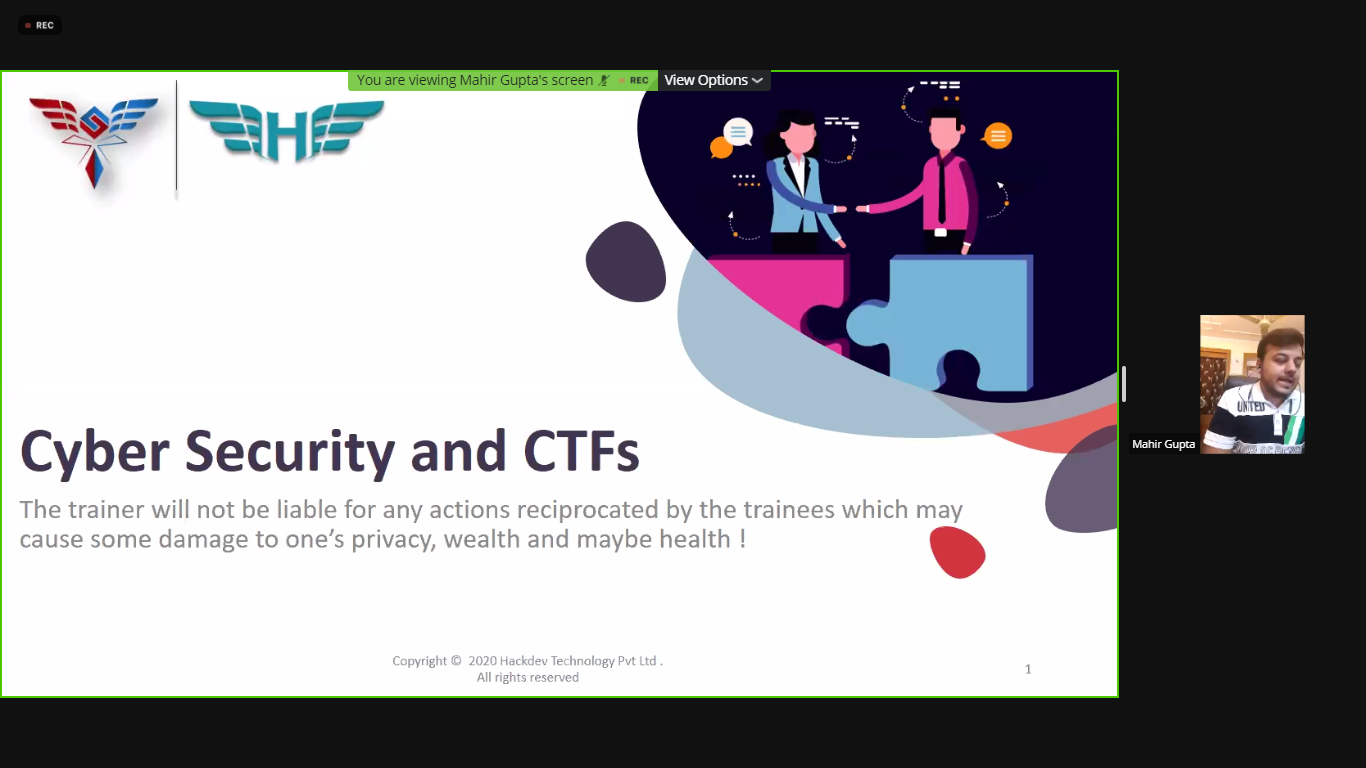 REC
You are viewing Mahir Gupta's screen REC View Options
Cyber Security and CTFs
The trainer will not be liable for any actions reciprocated by the trainees which may
cause some damage to one's privacy, wealth and maybe health !
Mahir Gupta
UNITED
Copyright © 2020 Hackdev Technology Pvt Ltd .
All rights reserved
1